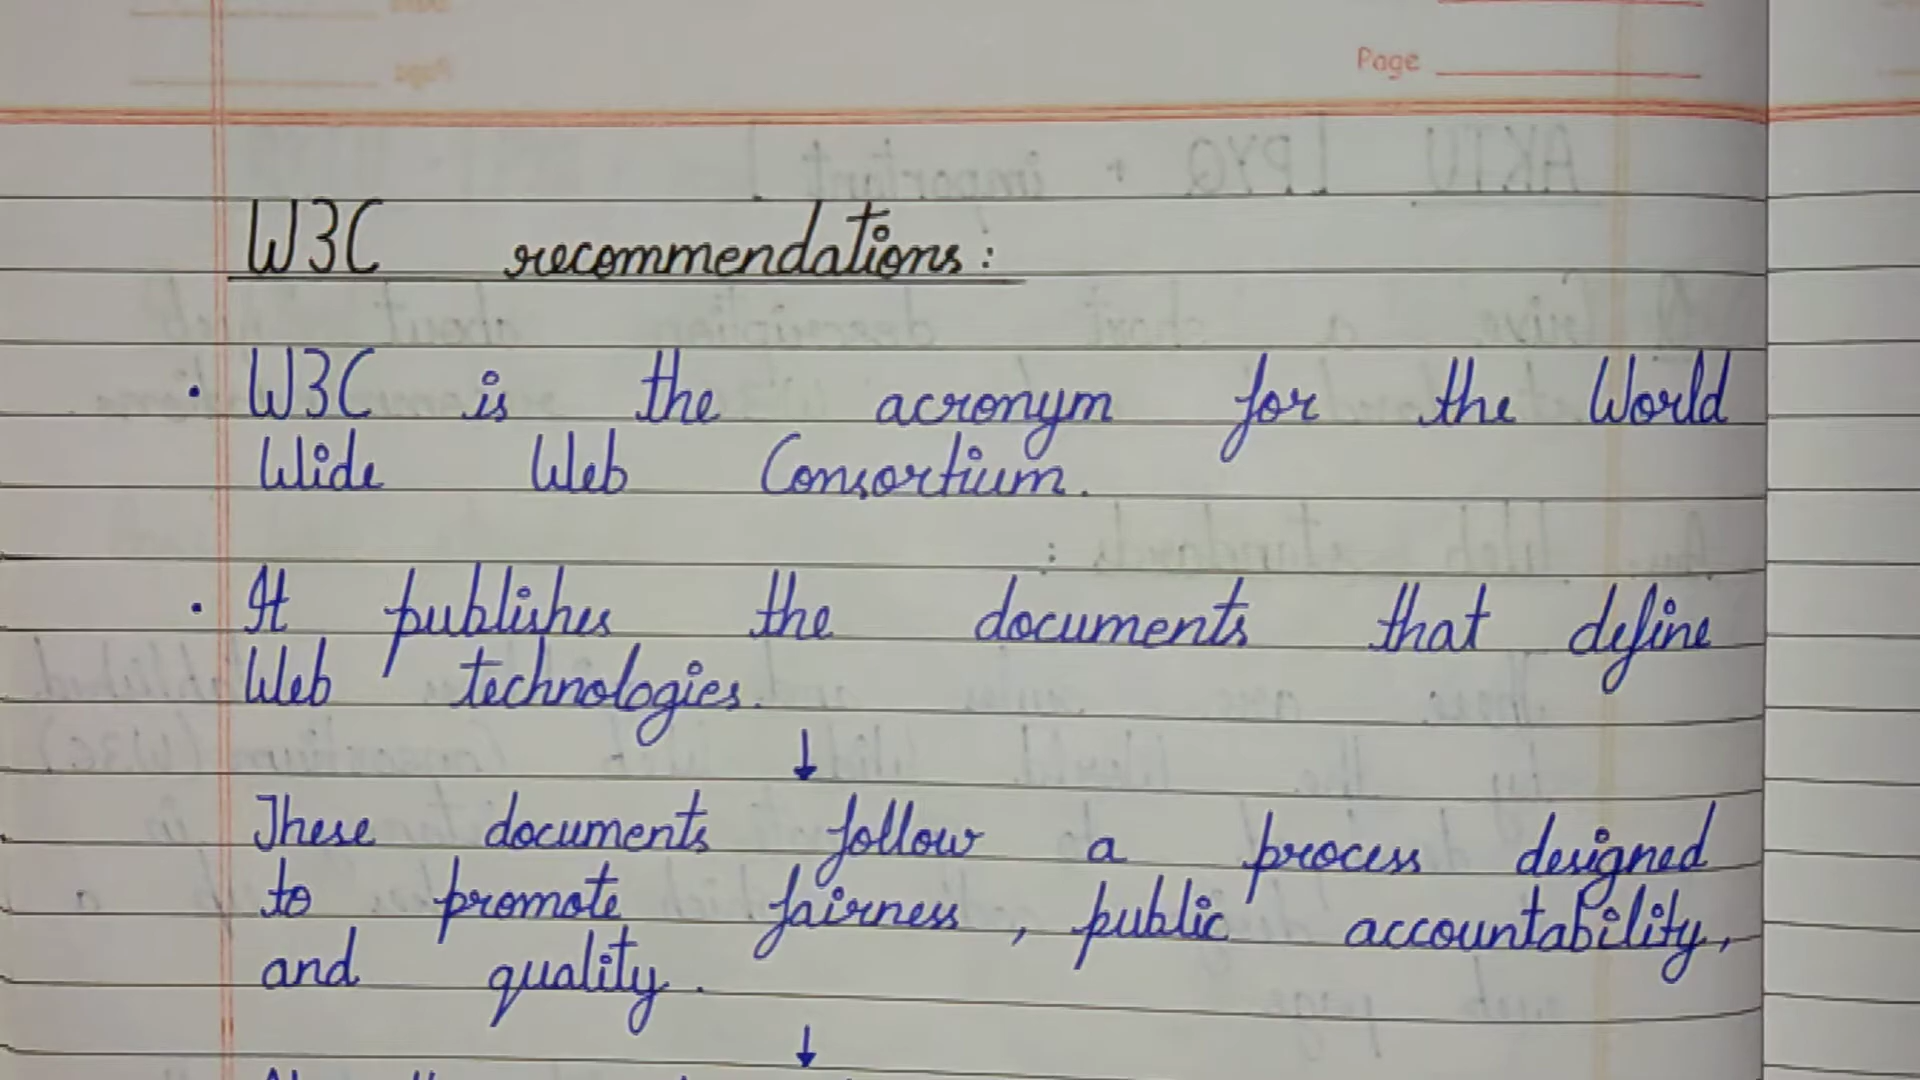 Page
W3C recommendations:
· W3C is the acronym for the World
Wide Web Consortium.
· It publishes the documents that define
Web technologies.
↓
These documents follow a process designed
to promote fairness, public accountability,
and quality.
↓